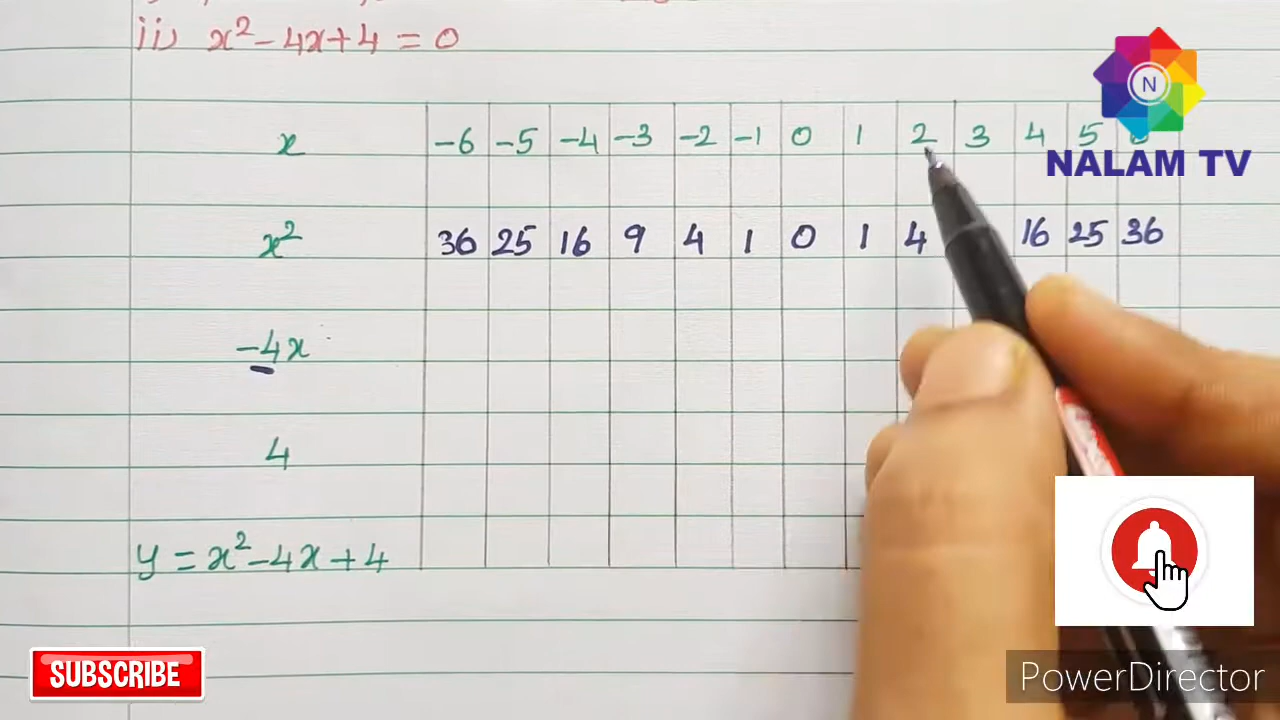 ii) x² - 4x + 4 = 0
N
NALAM TV
x -6 -5 -4 -3 -2 -1 0 1 2 3 4 5
x² 36 25 16 9 4 1 0 1 4 16 25 36
-4x
4
y = x² - 4x + 4
SUBSCRIBE
PowerDirector